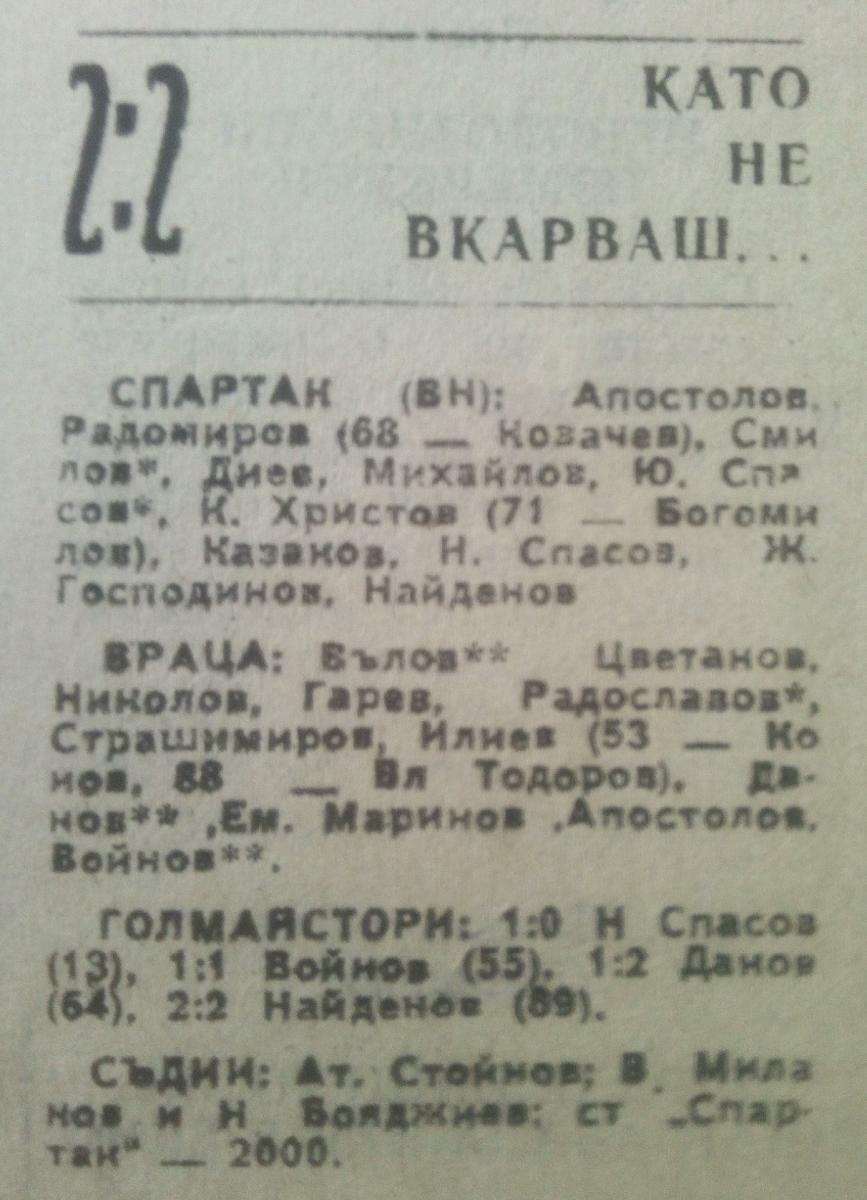 2:2
КАТО
НЕ
ВКАРВАШ...
СПАРТАК (ВН): Апостолов,
Радомиров (68 — Ковачев), Сми
лов*, Диев, Михайлов, Ю. Спа
сов*, К. Христов (71 — Богоми
лов), Казаков, Н. Спасов, Ж.
Господинов, Найденов
ВРАЦА: Вълов** Цветанов,
Николов, Гарев, Радославов*,
Страшимиров, Илиев (53 — Ко
нов, 88 — Вл Тодоров), Да-
нов** ,Ем. Маринов ,Апостолов,
Войнов**.
ГОЛМАЙСТОРИ: 1:0 Н Спасов
(13), 1:1 Войнов (55), 1:2 Данов
(64), 2:2 Найденов (89).
СЪДИИ: Ат. Стойнов; В. Мила
нов и Н Бояджиев; ст „Спар-
так“ — 2000.